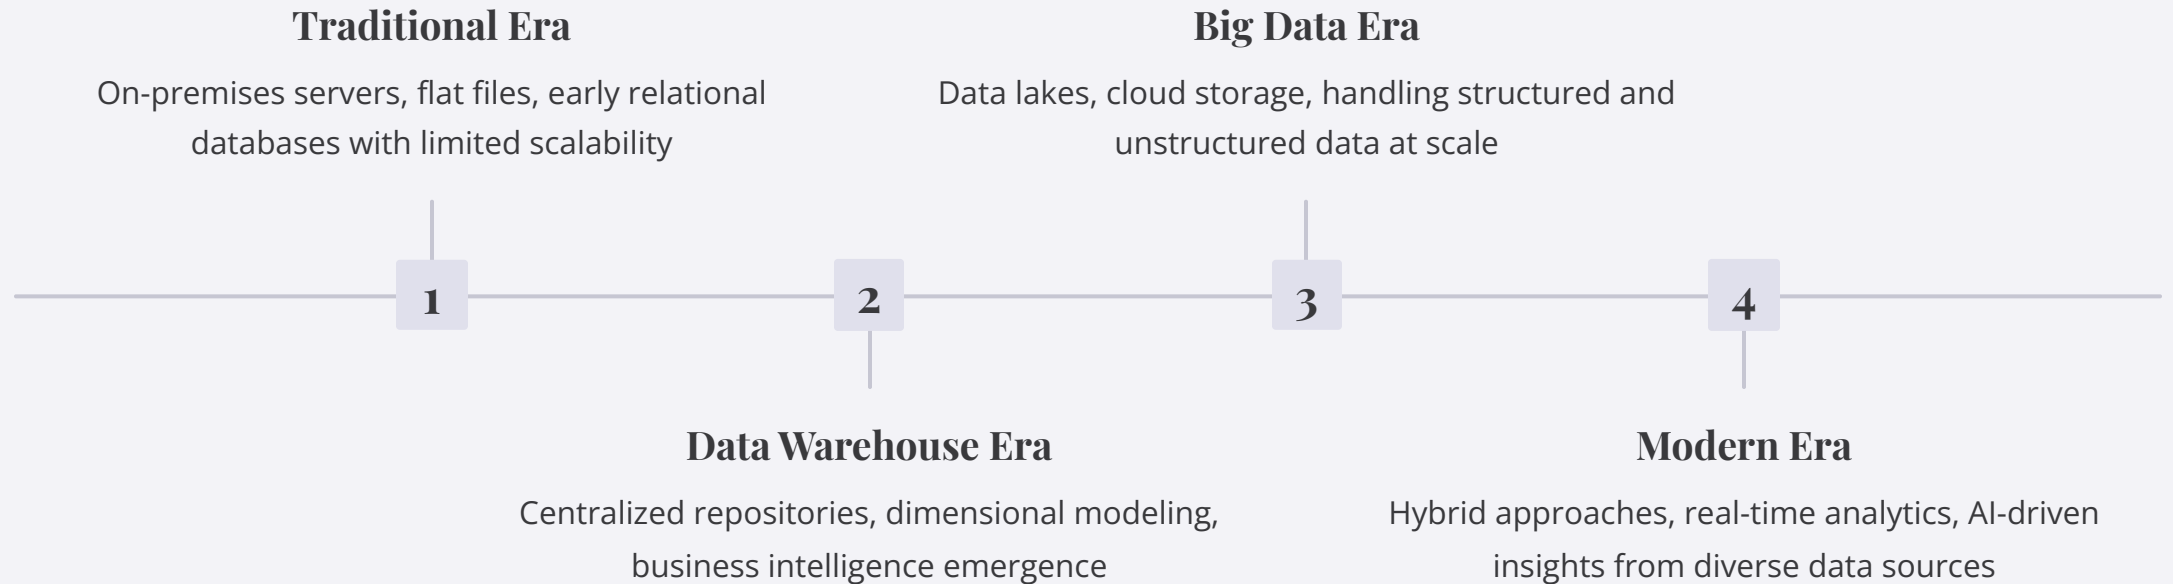 Traditional Era
On-premises servers, flat files, early relational
databases with limited scalability
Big Data Era
Data lakes, cloud storage, handling structured and
unstructured data at scale
1
2
3
4
Data Warehouse Era
Centralized repositories, dimensional modeling,
business intelligence emergence
Modern Era
Hybrid approaches, real-time analytics, AI-driven
insights from diverse data sources